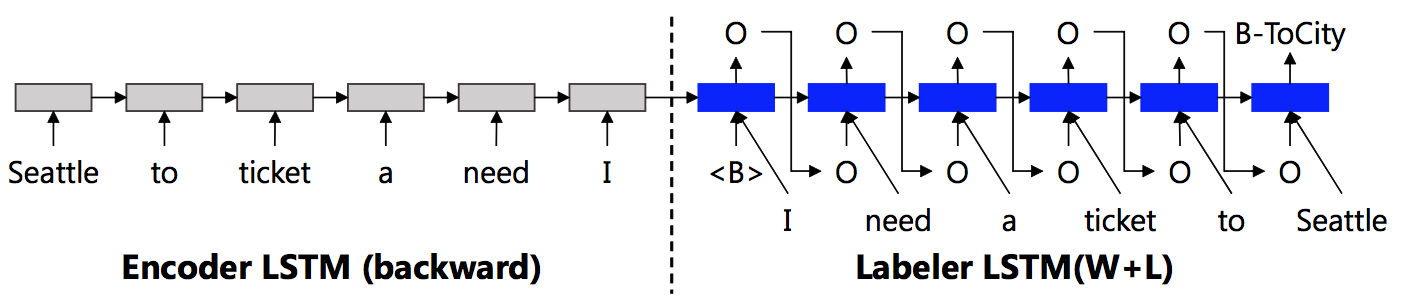 O O O O O B-ToCity
Seattle to ticket a need I <B> O O O O O
I need a ticket to Seattle
Encoder LSTM (backward) Labeler LSTM(W+L)